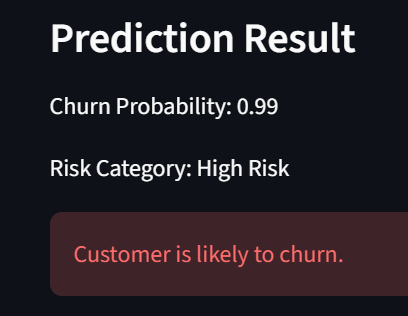 Prediction Result
Churn Probability: 0.99
Risk Category: High Risk
Customer is likely to churn.